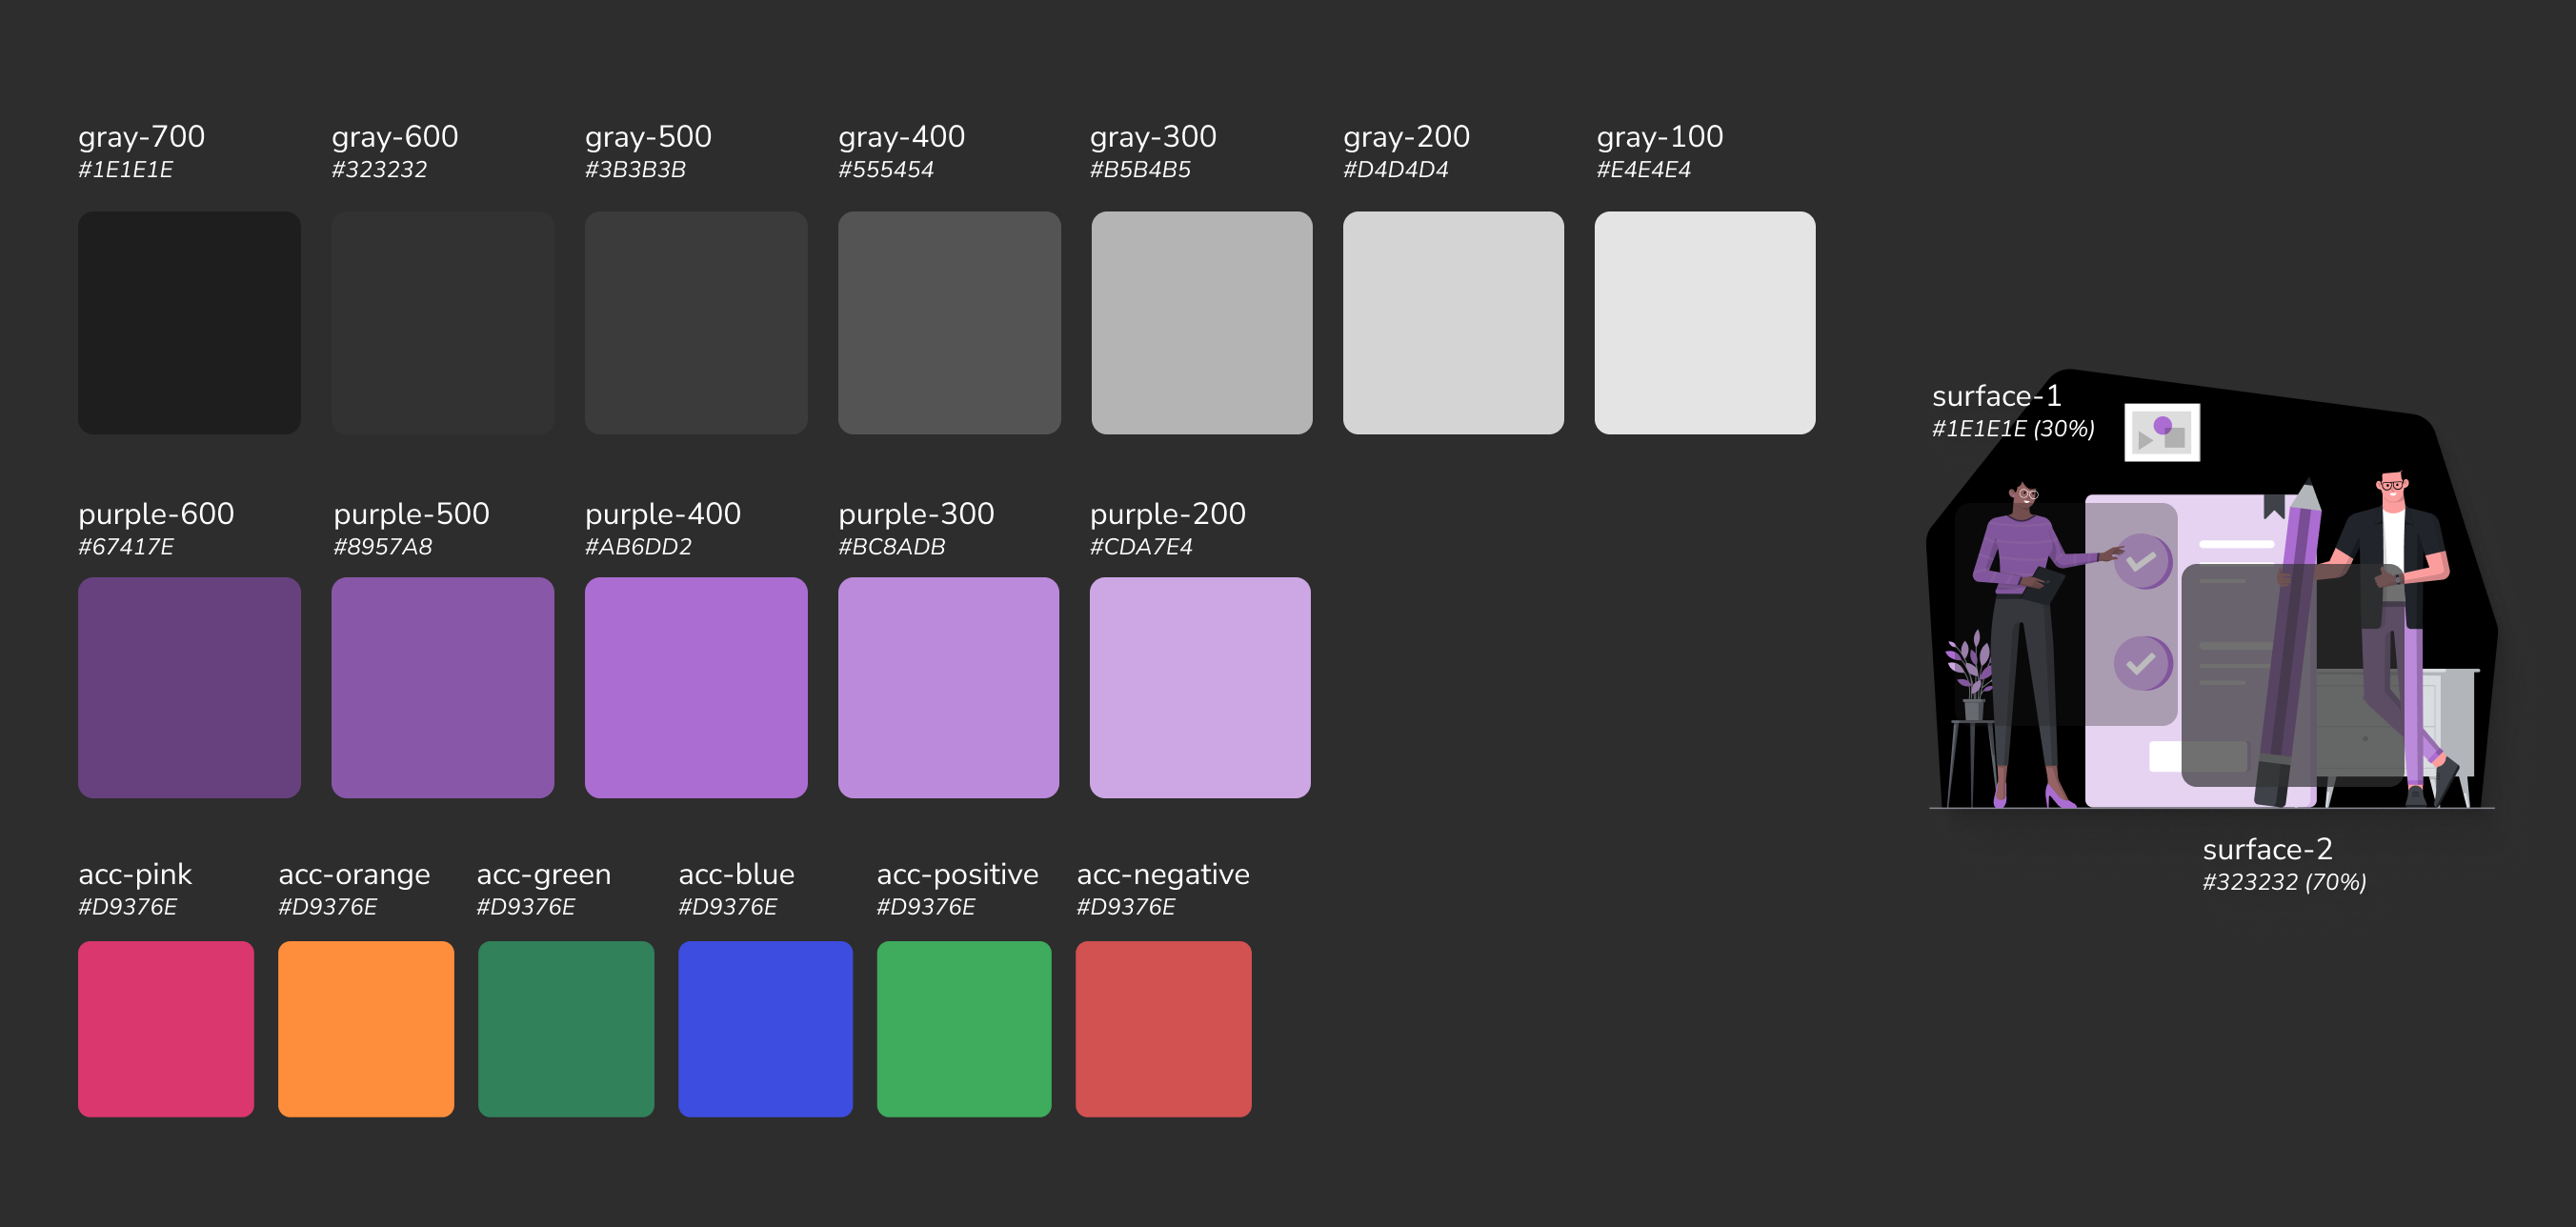 gray-700
#1E1E1E
gray-600
#323232
gray-500
#3B3B3B
gray-400
#555454
gray-300
#B5B4B5
gray-200
#D4D4D4
gray-100
#E4E4E4
surface-1
#1E1E1E (30%)
purple-600
#67417E
purple-500
#8957A8
purple-400
#AB6DD2
purple-300
#BC8ADB
purple-200
#CDA7E4
surface-2
#323232 (70%)
acc-pink
#D9376E
acc-orange
#D9376E
acc-green
#D9376E
acc-blue
#D9376E
acc-positive
#D9376E
acc-negative
#D9376E